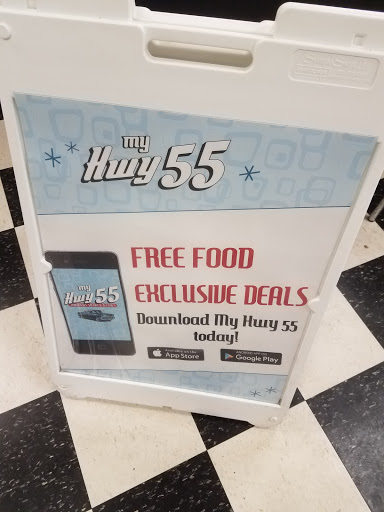 my
Hwy 55
my
Hwy 55
FREE FOOD
EXCLUSIVE DEALS
Download My Hwy 55
today!
App Store
Google Play